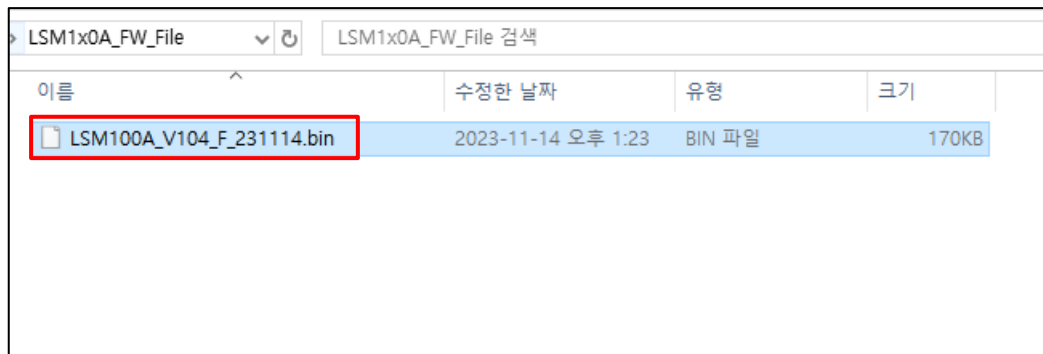 LSM1x0A_FW_File LSM1x0A_FW_File 검색
이름 수정한 날짜 유형 크기
LSM100A_V104_F_231114.bin 2023-11-14 오후 1:23 BIN 파일 170KB